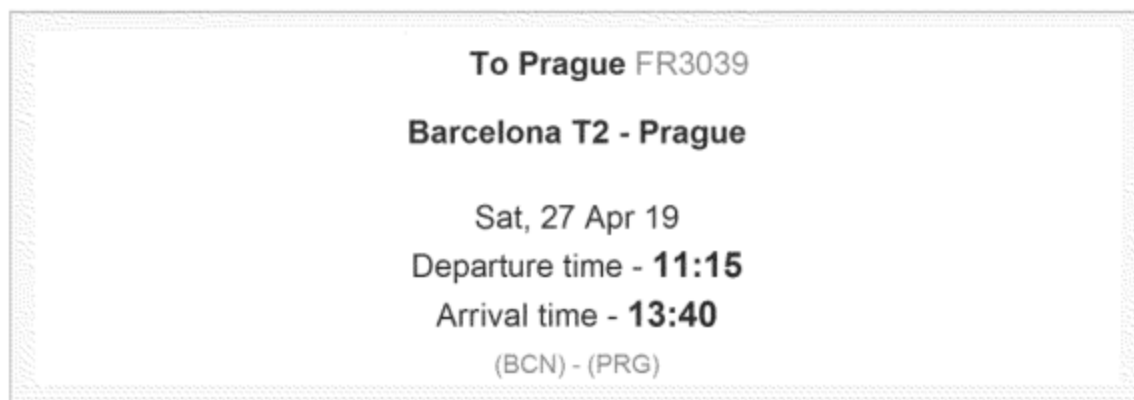 To Prague FR3039
Barcelona T2 - Prague
Sat, 27 Apr 19
Departure time - 11:15
Arrival time - 13:40
(BCN) - (PRG)